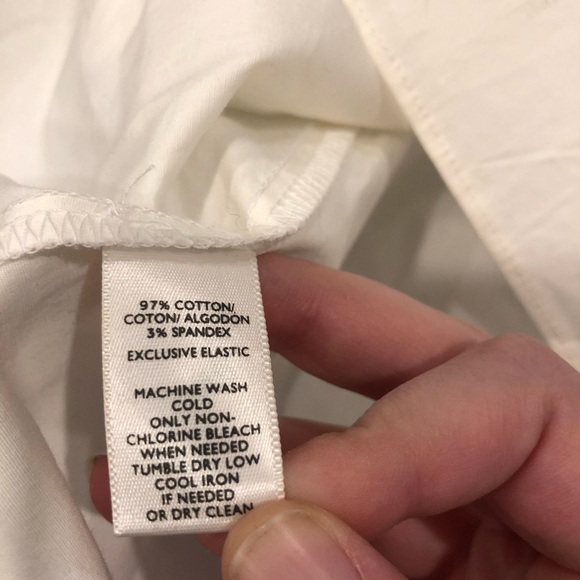 97% COTTON/
COTON/ ALGODÓN
3% SPANDEX
EXCLUSIVE ELASTIC
MACHINE WASH
COLD
ONLY NON-
CHLORINE BLEACH
WHEN NEEDED
TUMBLE DRY LOW
COOL IRON
IF NEEDED
OR DRY CLEAN